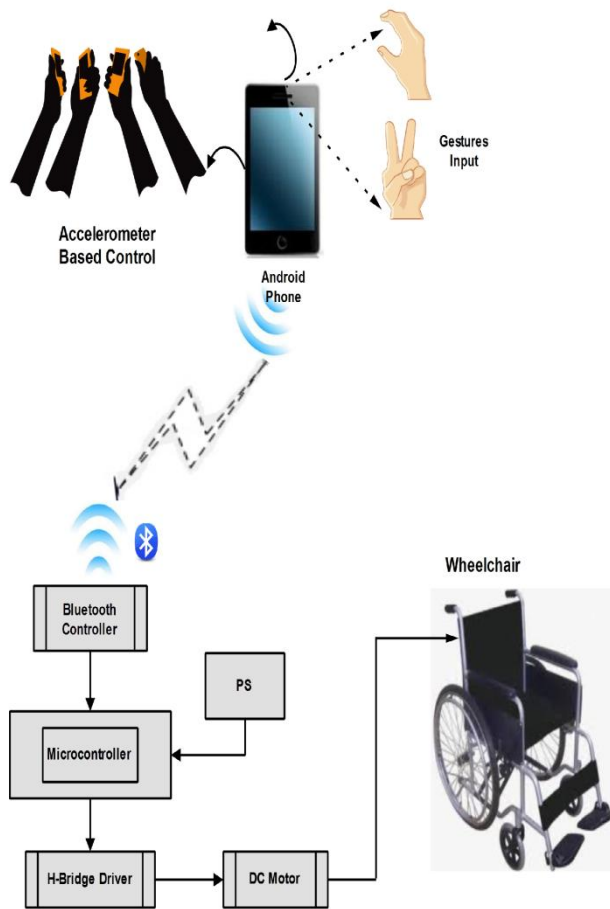 Gestures
Input
Accelerometer
Based Control
Android
Phone
Wheelchair
Bluetooth
Controller
PS
Microcontroller
H-Bridge Driver
DC Motor